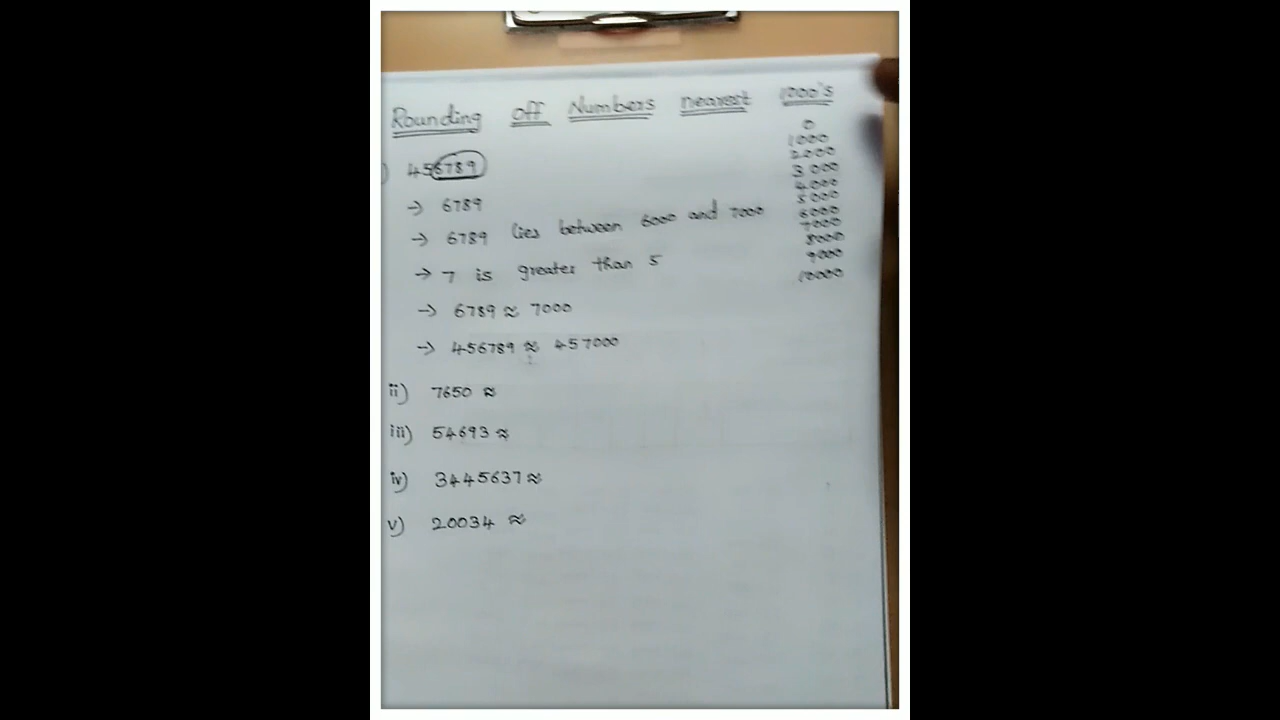 Rounding off Numbers nearest 1000's
) 456789
→ 6789
→ 6789 lies between 6000 and 7000
→ 7 is greater than 5
→ 6789 ≈ 7000
→ 456789 ≈ 457000
ii) 7650 ≈
iii) 54693 ≈
iv) 3445637 ≈
v) 20034 ≈
0
1000
2000
3000
4000
5000
6000
7000
8000
9000
10000